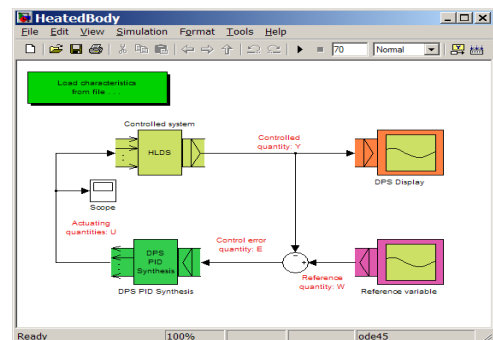 HeatedBody
File Edit View Simulation Format Tools Help
70 Normal
Load characteristics
from file . . .
Controlled system
HLDS
Controlled
quantity: Y
DPS Display
Scope
Actuating
quantities: U
DPS
PID
Synthesis
DPS PID Synthesis
Control error
quantity: E
Reference
quantity: W
Reference variable
Ready 100% ode45